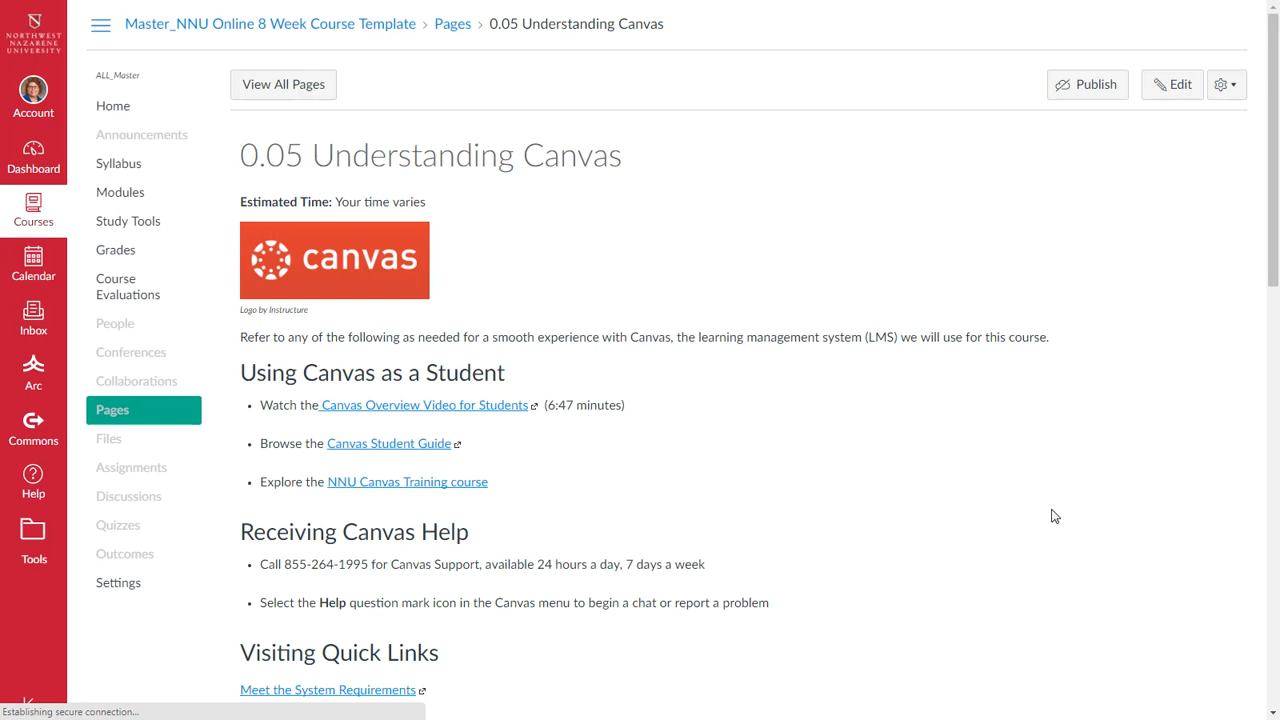 NORTHWEST
NAZARENE
UNIVERSITY
Account
Dashboard
Courses
Calendar
Inbox
Arc
Commons
Help
Tools
Master_NNU Online 8 Week Course Template › Pages › 0.05 Understanding Canvas
ALL_Master
Home
Announcements
Syllabus
Modules
Study Tools
Grades
Course
Evaluations
People
Conferences
Collaborations
Pages
Files
Assignments
Discussions
Quizzes
Outcomes
Settings
View All Pages
Publish
Edit
0.05 Understanding Canvas
Estimated Time: Your time varies
canvas
Logo by Instructure
Refer to any of the following as needed for a smooth experience with Canvas, the learning management system (LMS) we will use for this course.
Using Canvas as a Student
• Watch the Canvas Overview Video for Students (6:47 minutes)
• Browse the Canvas Student Guide
• Explore the NNU Canvas Training course
Receiving Canvas Help
• Call 855-264-1995 for Canvas Support, available 24 hours a day, 7 days a week
• Select the Help question mark icon in the Canvas menu to begin a chat or report a problem
Visiting Quick Links
Meet the System Requirements
Establishing secure connection...